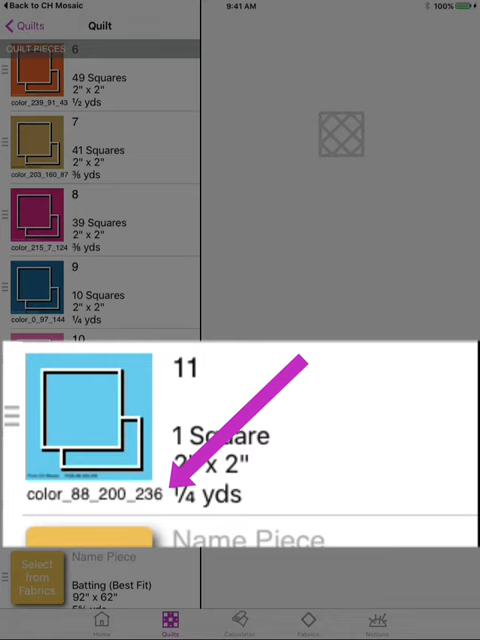 Back to CH Mosaic
9:41 AM
100%
Quilts
Quilt
QUILT PIECES
6
49 Squares
2" x 2"
½ yds
color_239_91_43
7
41 Squares
2" x 2"
⅜ yds
color_203_160_87
8
39 Squares
2" x 2"
⅜ yds
color_215_7_124
9
10 Squares
2" x 2"
¼ yds
color_0_97_144
10
11
1 Square
2" x 2"
¼ yds
color_88_200_236
Name Piece
Name Piece
Select
from
Fabrics
Batting (Best Fit)
92" x 62"
Home
Quilts
Calculator
Fabrics
Notions